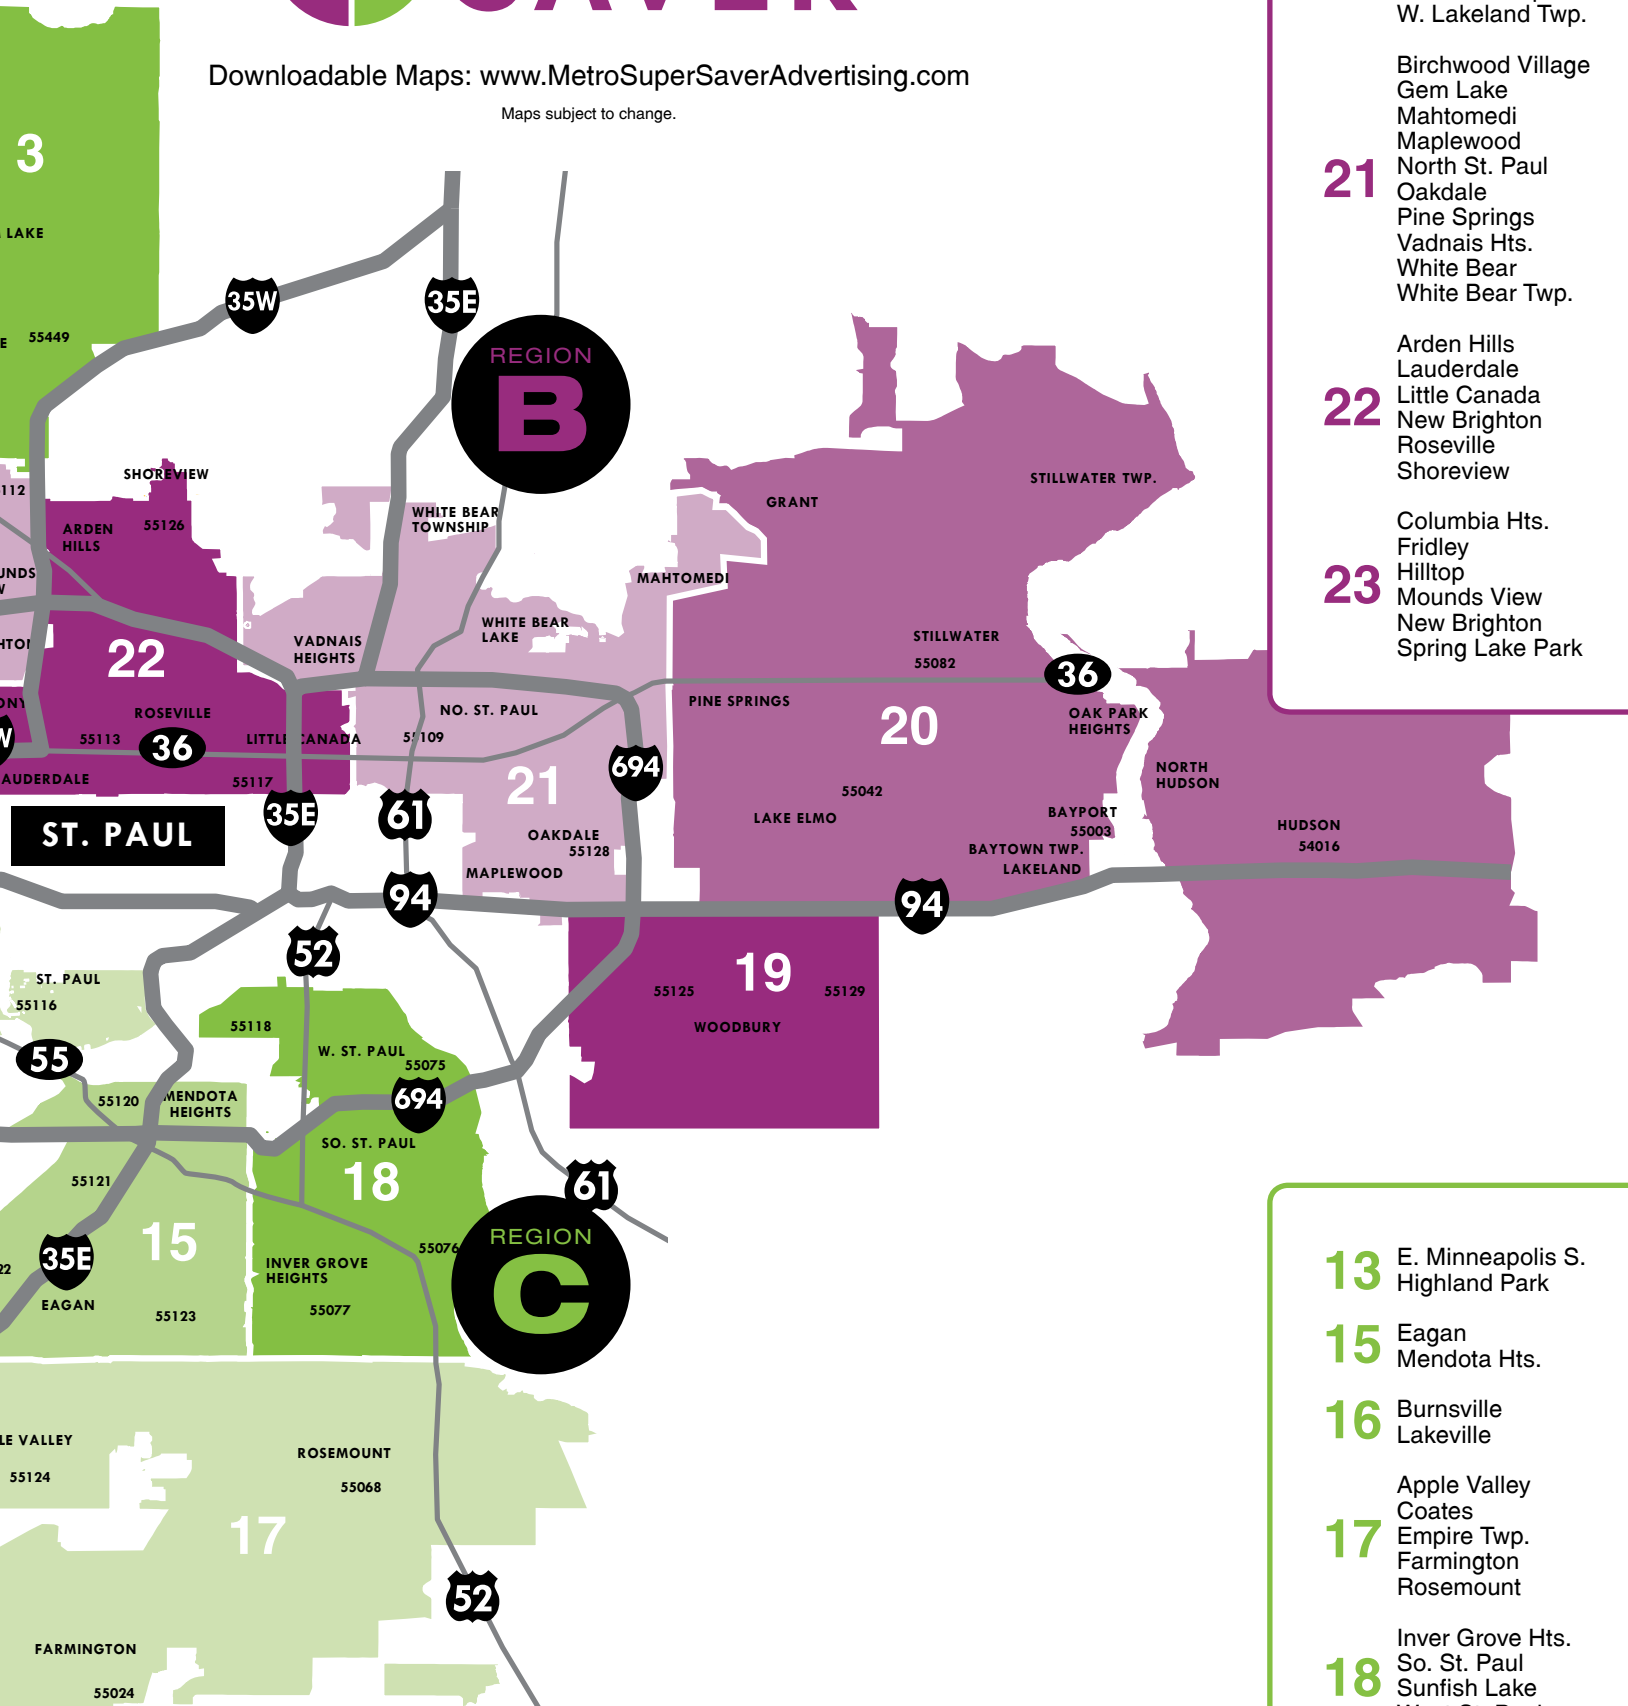 SAVER
Downloadable Maps: www.MetroSuperSaverAdvertising.com
Maps subject to change.
3
LAKE
55449
35W
35E
REGION
B
SHOREVIEW
ARDEN
HILLS
55126
WHITE BEAR
TOWNSHIP
GRANT
STILLWATER TWP.
MAHTOMEDI
WHITE BEAR
LAKE
VADNAIS
HEIGHTS
22
STILLWATER
55082
36
PINE SPRINGS
20
OAK PARK
HEIGHTS
NO. ST. PAUL
ROSEVILLE
55113
36
LITTLE CANADA
55109
55117
21
694
NORTH
HUDSON
55042
LAKE ELMO
BAYPORT
55003
HUDSON
54016
BAYTOWN TWP.
LAKELAND
ST. PAUL
35E
61
OAKDALE
55128
MAPLEWOOD
94
94
52
19
55125
55129
WOODBURY
ST. PAUL
55116
55118
W. ST. PAUL
55075
55
55120
MENDOTA
HEIGHTS
694
SO. ST. PAUL
18
55121
61
15
35E
EAGAN
55123
55076
INVER GROVE
HEIGHTS
55077
REGION
C
LE VALLEY
55124
ROSEMOUNT
55068
17
52
FARMINGTON
55024
W. Lakeland Twp.
21
Birchwood Village
Gem Lake
Mahtomedi
Maplewood
North St. Paul
Oakdale
Pine Springs
Vadnais Hts.
White Bear
White Bear Twp.
22
Arden Hills
Lauderdale
Little Canada
New Brighton
Roseville
Shoreview
23
Columbia Hts.
Fridley
Hilltop
Mounds View
New Brighton
Spring Lake Park
13
E. Minneapolis S.
Highland Park
15
Eagan
Mendota Hts.
16
Burnsville
Lakeville
17
Apple Valley
Coates
Empire Twp.
Farmington
Rosemount
18
Inver Grove Hts.
So. St. Paul
Sunfish Lake